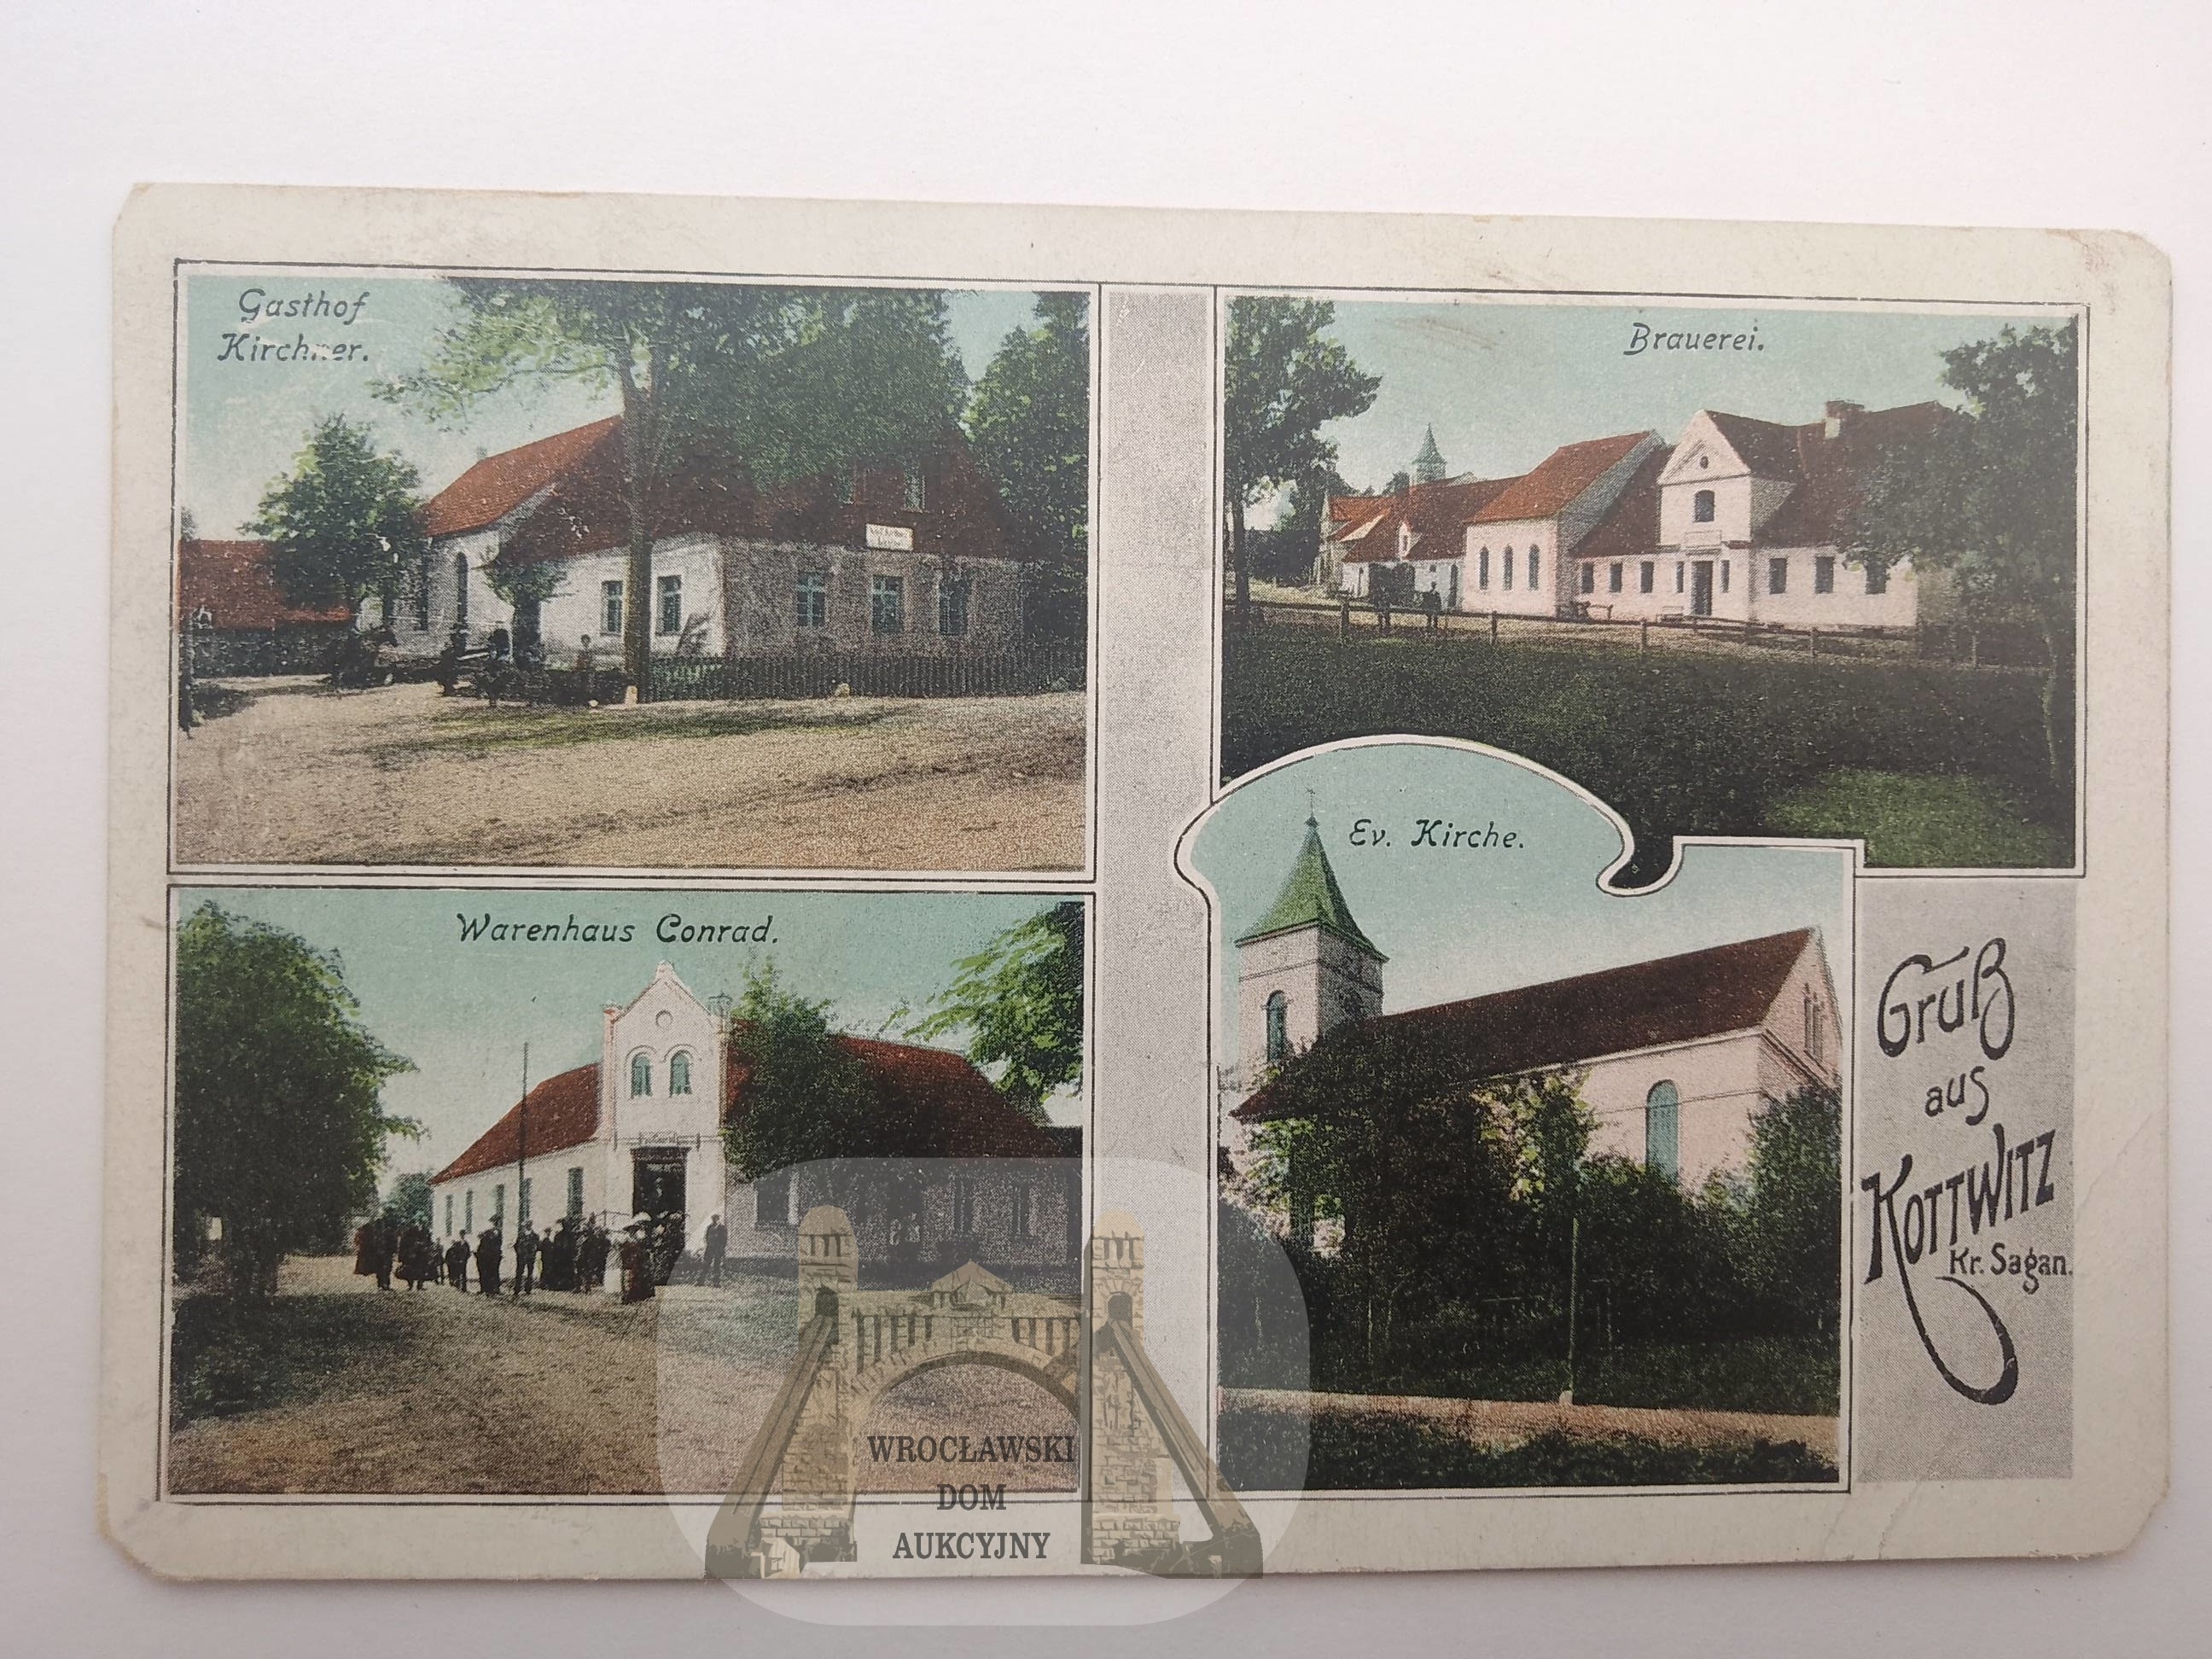 Gasthof
Kirchner.
Brauerei.
Warenhaus Conrad.
Ev. Kirche.
Gruß
aus
Kottwitz
Kr. Sagan.
WROCŁAWSKI
DOM
AUKCYJNY